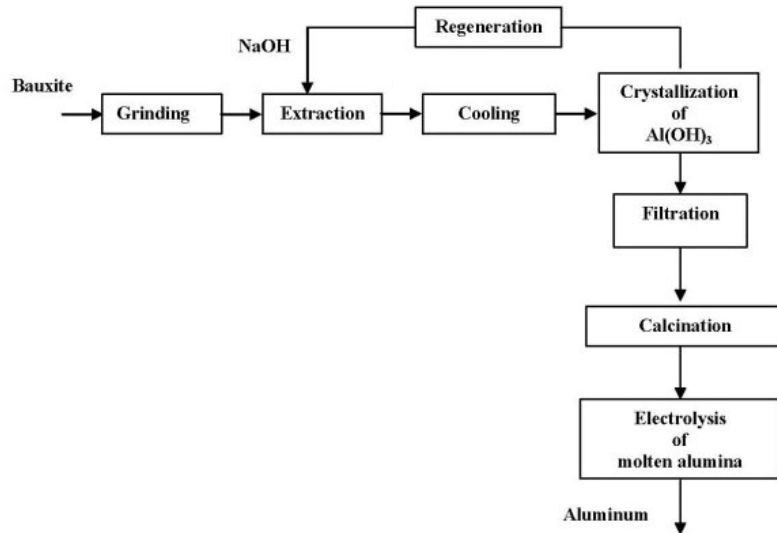 Regeneration
NaOH
Bauxite
Grinding
Extraction
Cooling
Crystallization
of
Al(OH)₃
Filtration
Calcination
Electrolysis
of
molten alumina
Aluminum